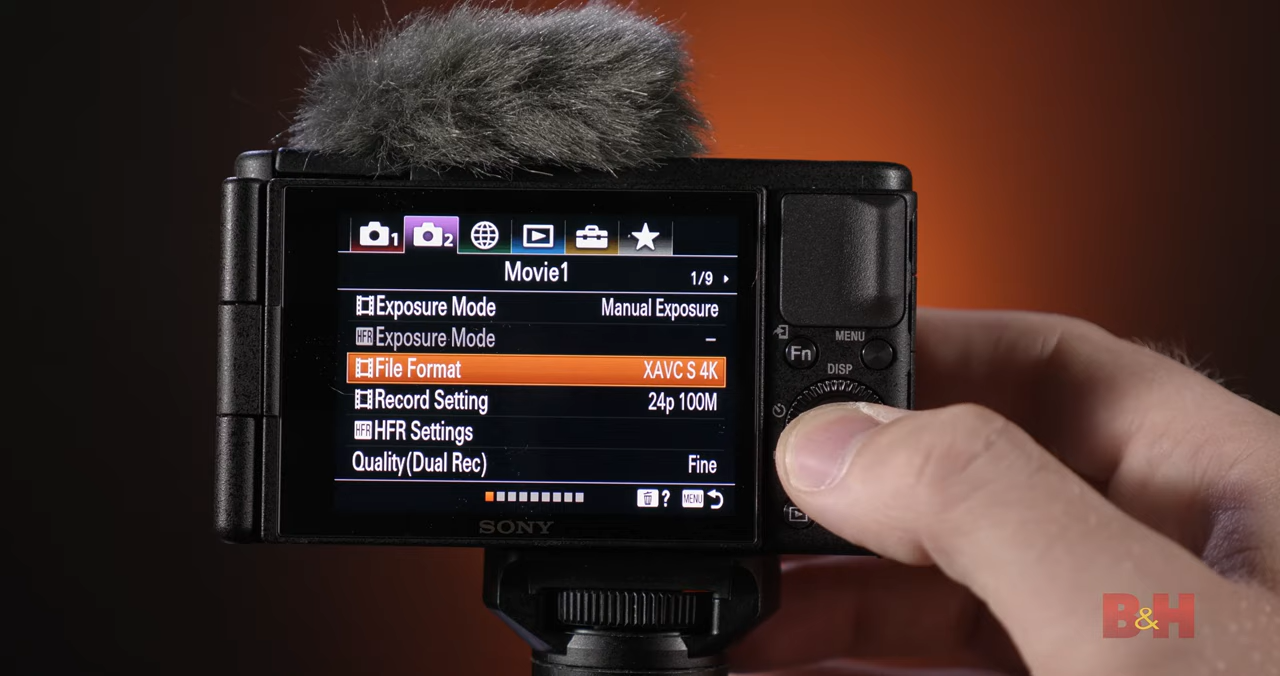 1 2
Movie1 1/9
Exposure Mode Manual Exposure
HFR Exposure Mode –
File Format XAVC S 4K
Record Setting 24p 100M
HFR HFR Settings
Quality(Dual Rec) Fine
? MENU
SONY
MENU
Fn
DISP
B&H